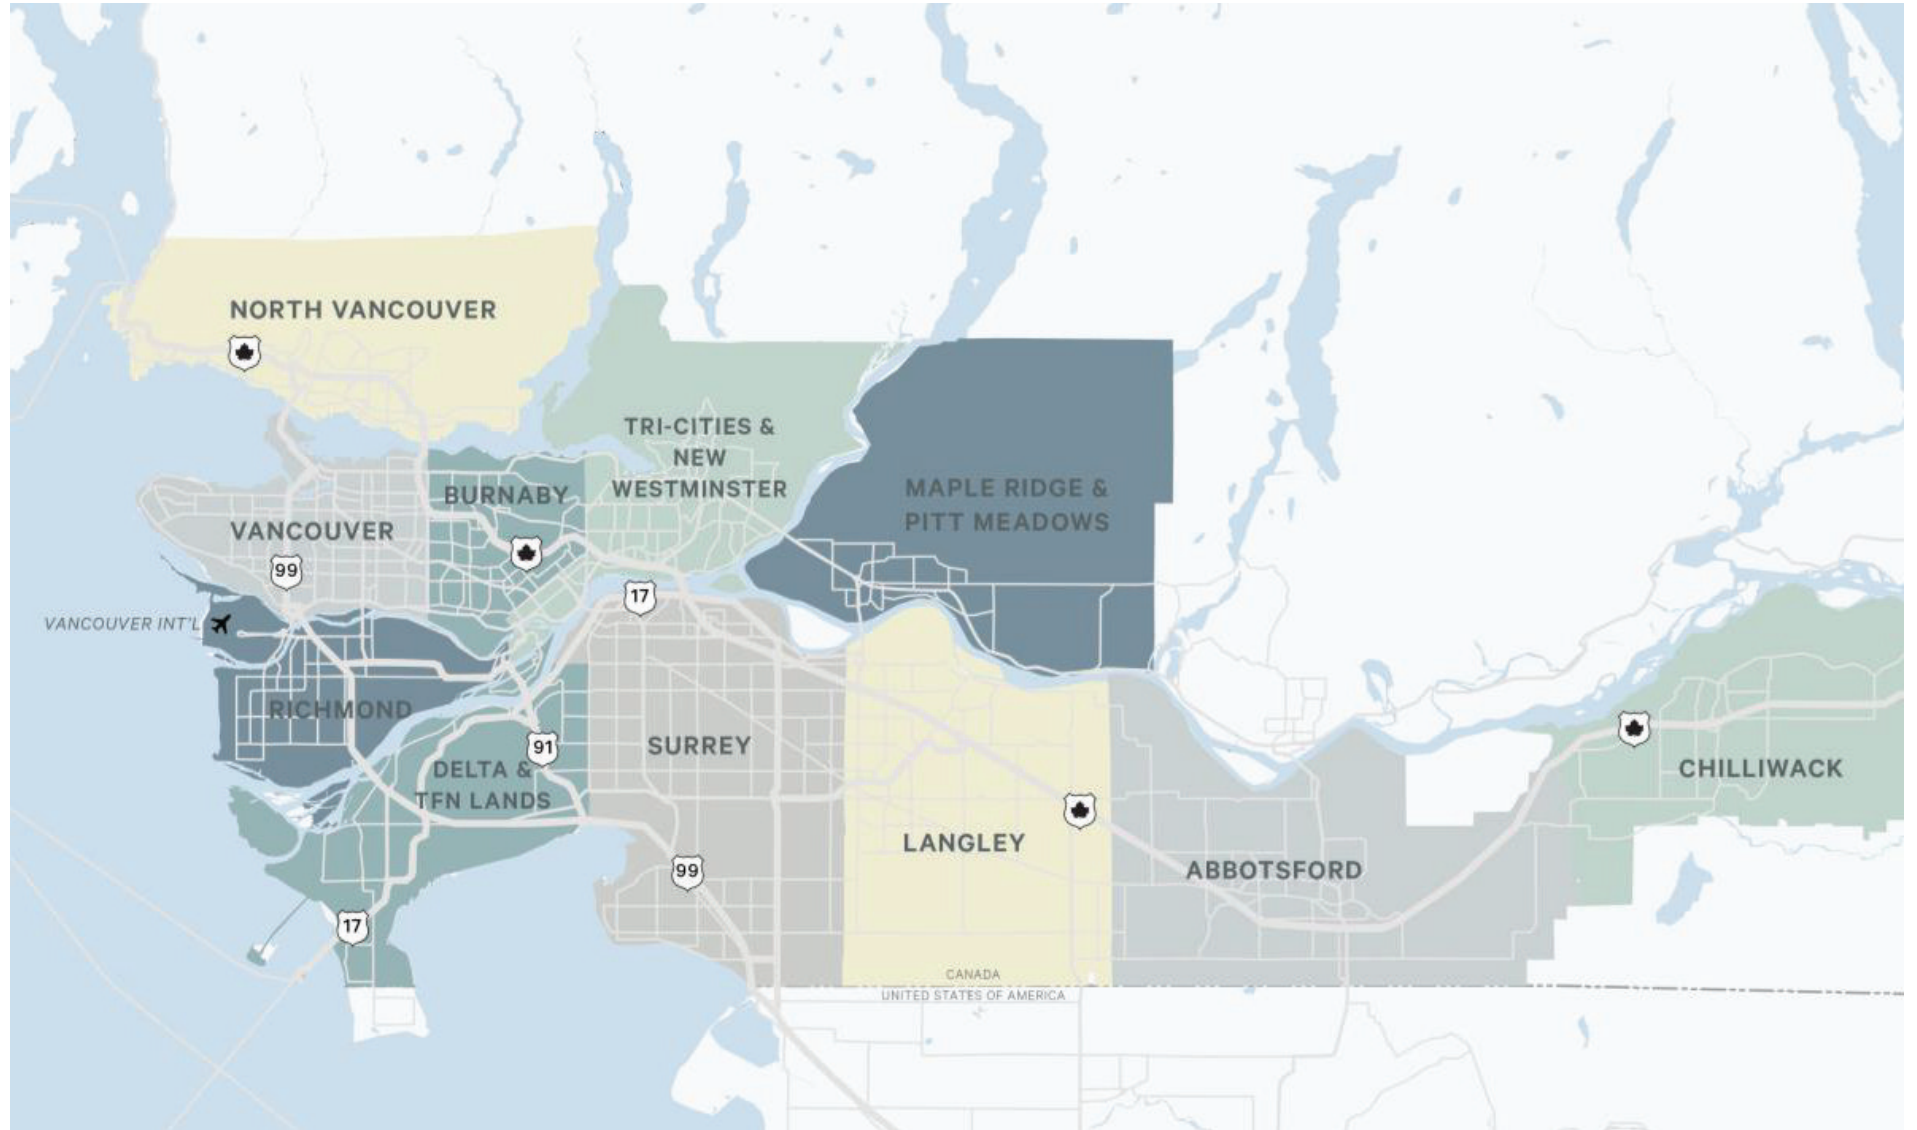 NORTH VANCOUVER
TRI-CITIES &
NEW
WESTMINSTER
BURNABY
MAPLE RIDGE &
PITT MEADOWS
VANCOUVER
99
17
VANCOUVER INT'L
RICHMOND
91
SURREY
DELTA &
TFN LANDS
CHILLIWACK
LANGLEY
99
ABBOTSFORD
17
CANADA
UNITED STATES OF AMERICA